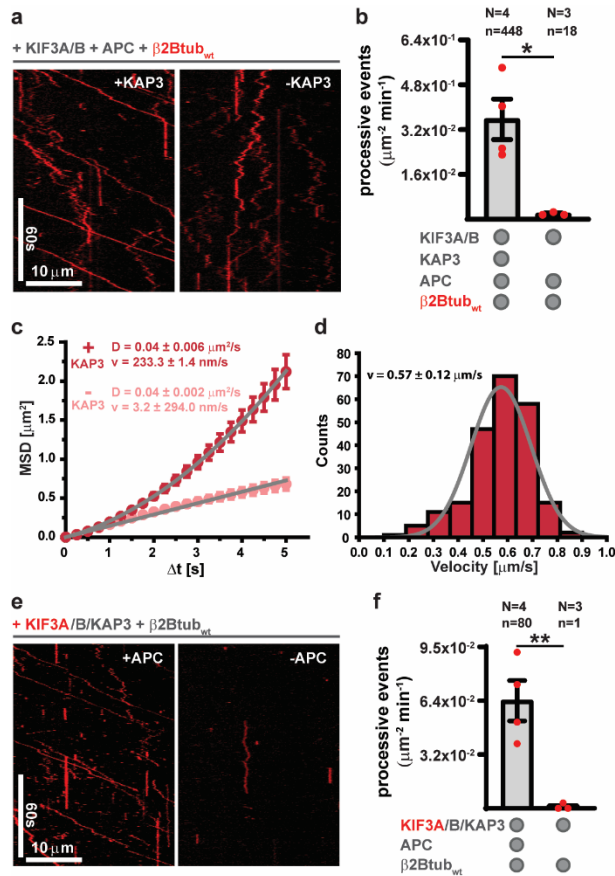 a
+ KIF3A/B + APC + β2Btub_wt
+KAP3
-KAP3
60s
10 μm
b
N=4 N=3
n=448 n=18
*
6.4x10⁻¹
4.8x10⁻¹
3.2x10⁻²
1.6x10⁻²
processive events
(μm⁻² min⁻¹)
KIF3A/B
KAP3
APC
β2Btub_wt
c
+ KAP3 D = 0.04 ± 0.006 μm²/s
v = 233.3 ± 1.4 nm/s
- KAP3 D = 0.04 ± 0.002 μm²/s
v = 3.2 ± 294.0 nm/s
2.5
2.0
1.5
1.0
0.5
0.0
MSD [μm²]
0 1 2 3 4 5
Δt [s]
d
v = 0.57 ± 0.12 μm/s
80
70
60
50
40
30
20
10
0
Counts
0.0 0.1 0.2 0.3 0.4 0.5 0.6 0.7 0.8 0.9 1.0
Velocity [μm/s]
e
+ KIF3A/B/KAP3 + β2Btub_wt
+APC
-APC
60s
10 μm
f
N=4 N=3
n=80 n=1
**
9.5x10⁻²
6.4x10⁻²
3.2x10⁻²
processive events
(μm⁻² min⁻¹)
KIF3A/B/KAP3
APC
β2Btub_wt